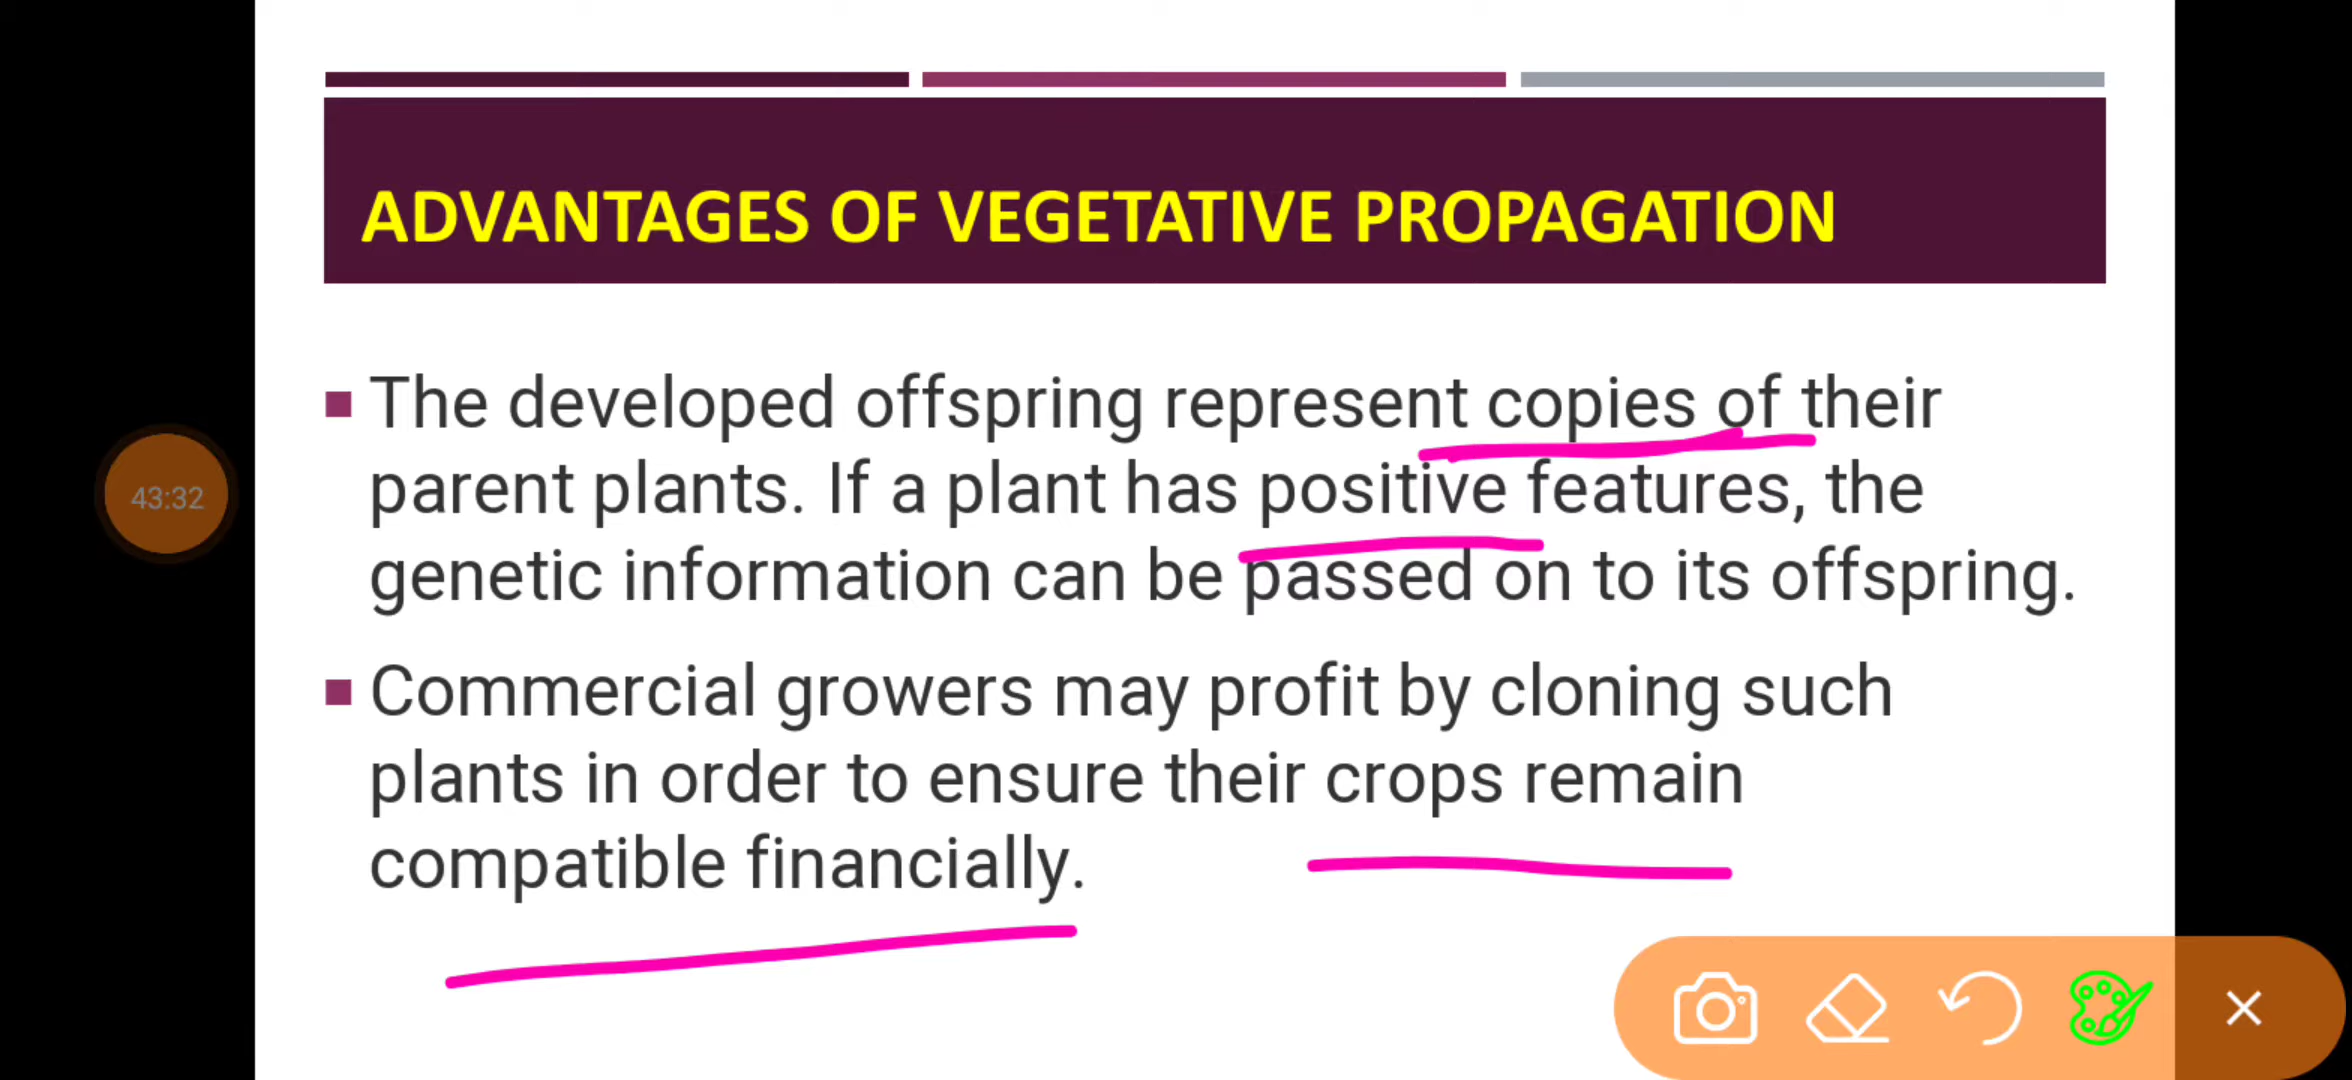 ADVANTAGES OF VEGETATIVE PROPAGATION
The developed offspring represent copies of their
parent plants. If a plant has positive features, the
43:32
genetic information can be passed on to its offspring.
Commercial growers may profit by cloning such
plants in order to ensure their crops remain
compatible financially.